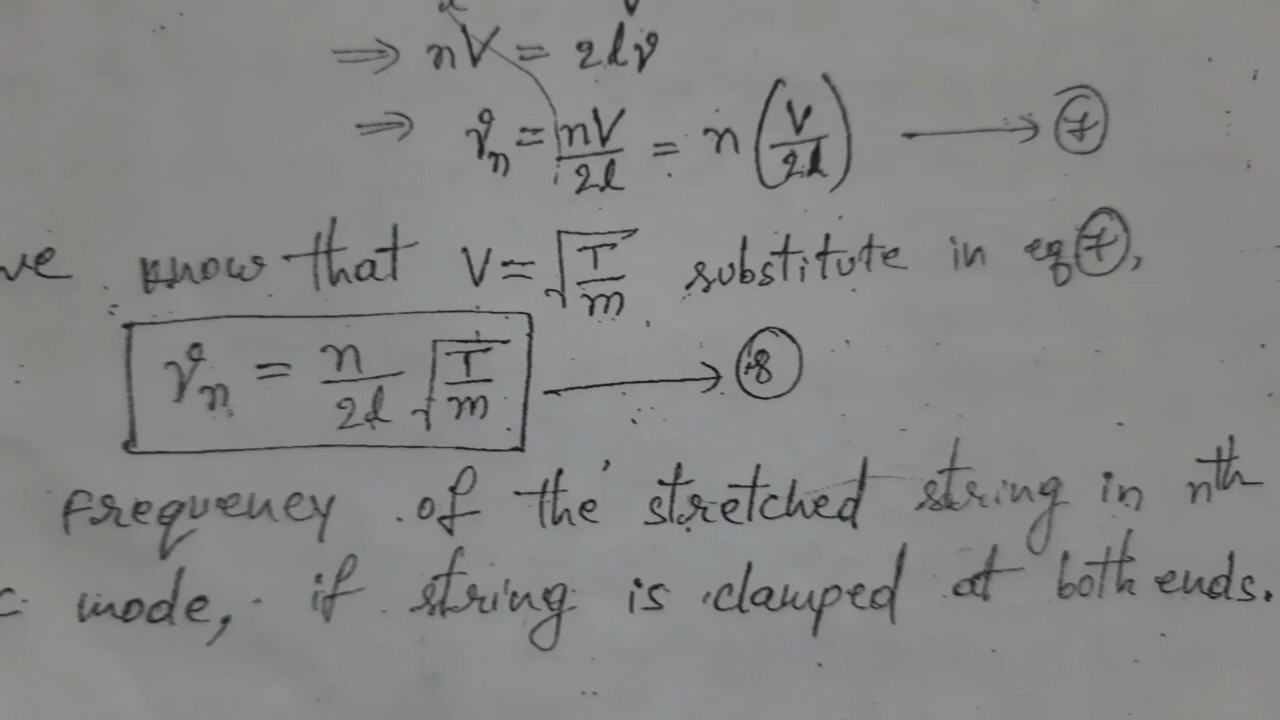 ⇒ nV = 2lν
⇒ νₙ = nV/2l = n(V/2l) ⟶ ⑦
we know that V = √(T/m) substitute in eq ⑦,
νₙ = n/2l √(T/m) ⟶ ⑧
frequency of the stretched string in nth
c mode, if string is clamped at both ends.